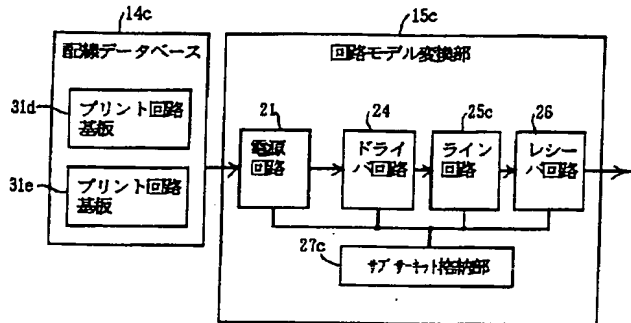 14c
15c
配線データベース
回路モデル変換部
31d
プリント回路
基板
21
24
25c
26
電源
回路
ドライ
バ回路
ライン
回路
レシー
バ回路
31e
プリント回路
基板
27c
サブサーキット格納部